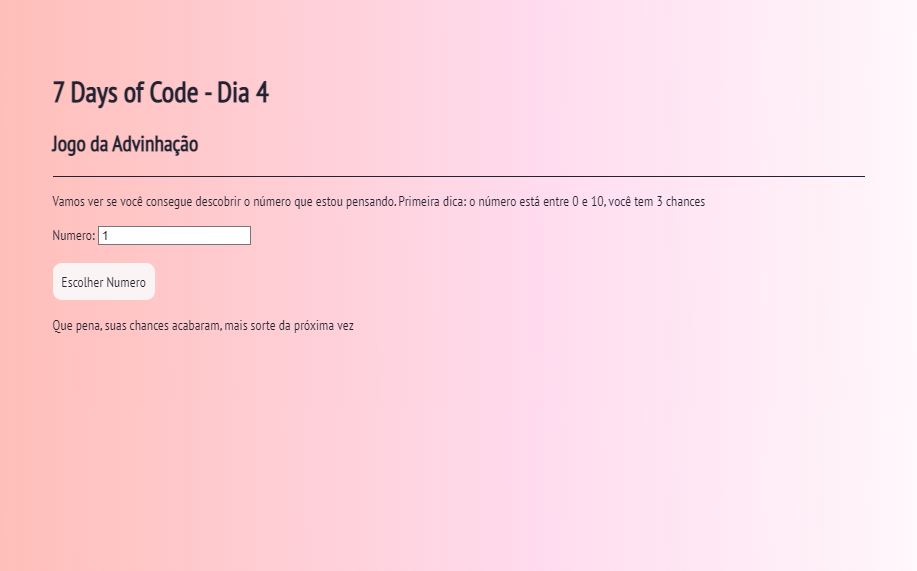 7 Days of Code - Dia 4
Jogo da Advinhação
Vamos ver se você consegue descobrir o número que estou pensando. Primeira dica: o número está entre 0 e 10, você tem 3 chances
Numero: 1
Escolher Numero
Que pena, suas chances acabaram, mais sorte da próxima vez